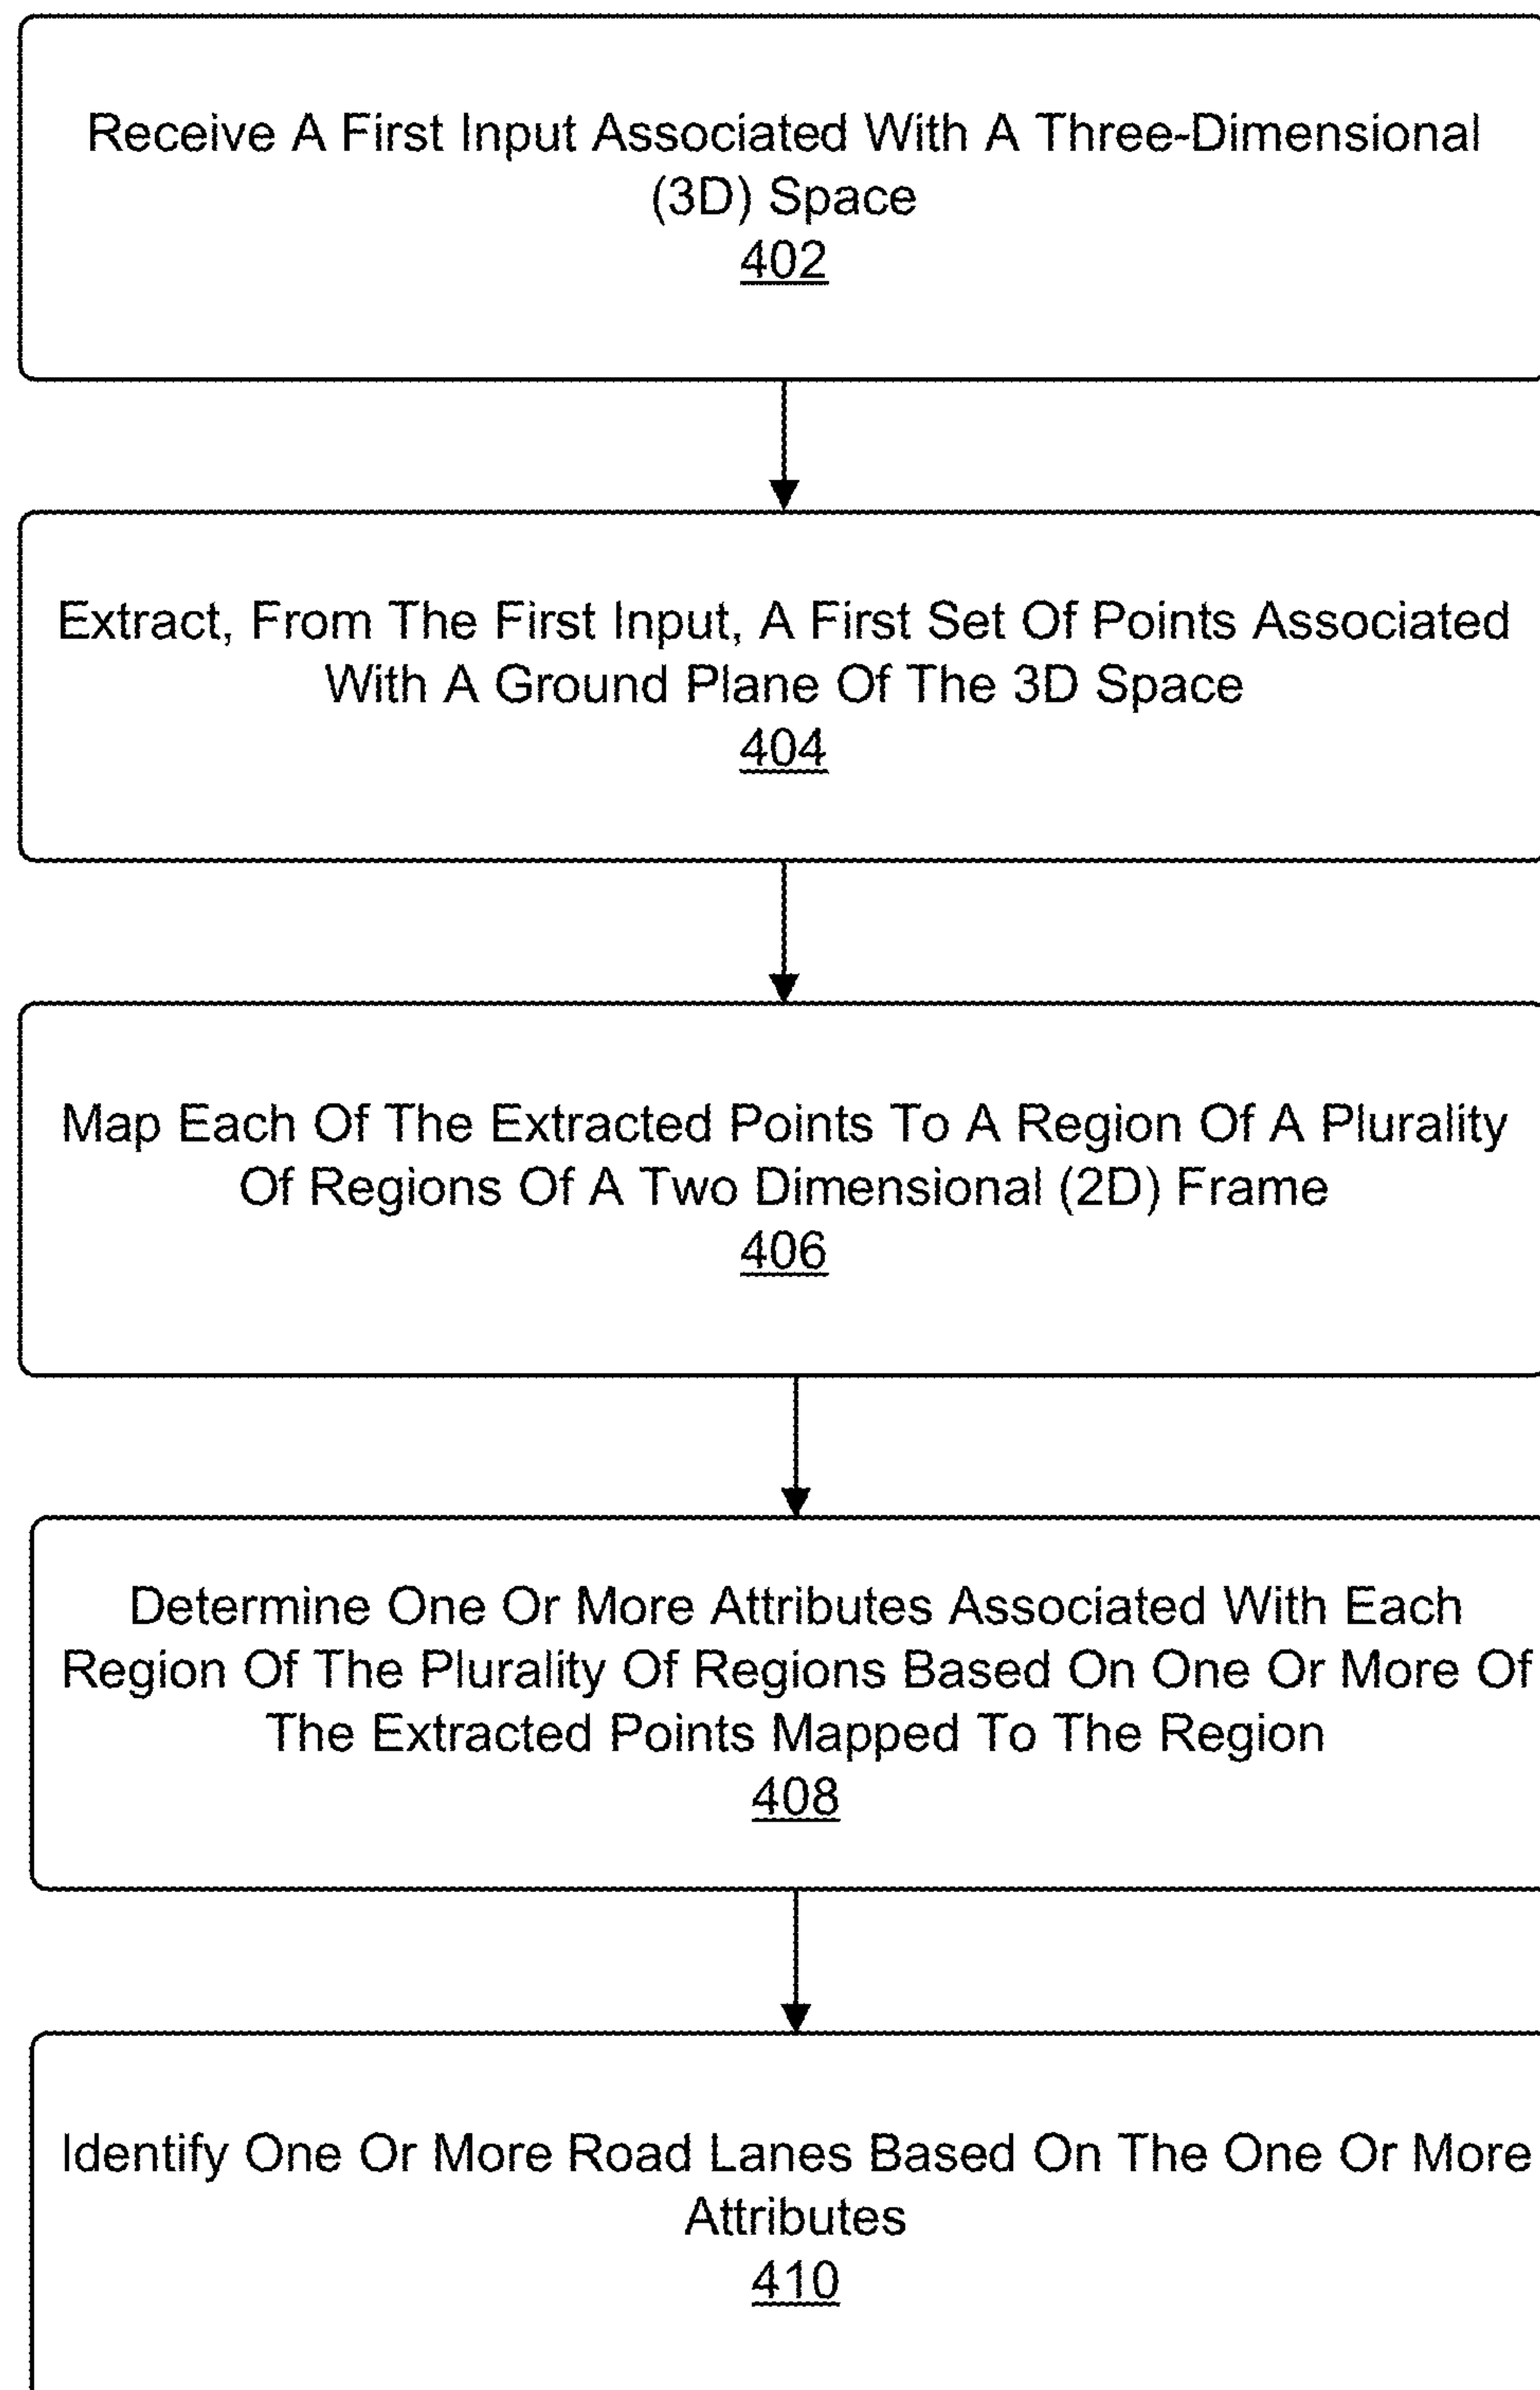 Receive A First Input Associated With A Three-Dimensional
(3D) Space
402
Extract, From The First Input, A First Set Of Points Associated
With A Ground Plane Of The 3D Space
404
Map Each Of The Extracted Points To A Region Of A Plurality
Of Regions Of A Two Dimensional (2D) Frame
406
Determine One Or More Attributes Associated With Each
Region Of The Plurality Of Regions Based On One Or More Of
The Extracted Points Mapped To The Region
408
Identify One Or More Road Lanes Based On The One Or More
Attributes
410